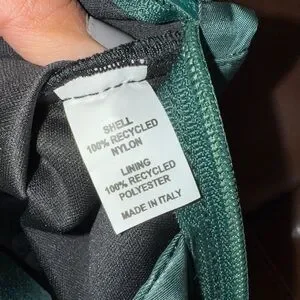 SHELL
100% RECYCLED
NYLON
LINING
100% RECYCLED
POLYESTER
MADE IN ITALY